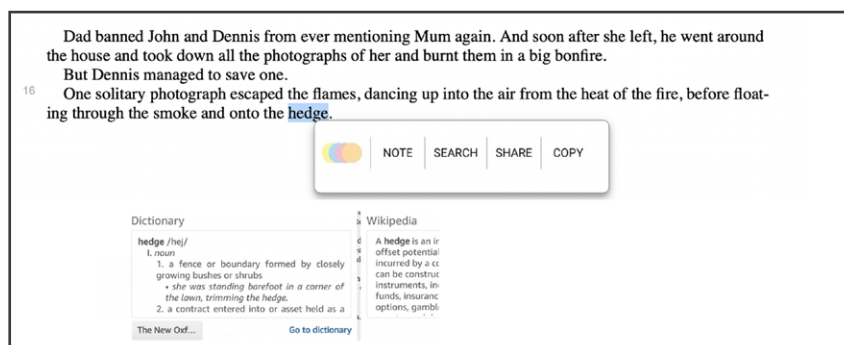 Dad banned John and Dennis from ever mentioning Mum again. And soon after she left, he went around
the house and took down all the photographs of her and burnt them in a big bonfire.
But Dennis managed to save one.
16
One solitary photograph escaped the flames, dancing up into the air from the heat of the fire, before float-
ing through the smoke and onto the hedge.
NOTE SEARCH SHARE COPY
Dictionary
hedge /hej/
I. noun
1. a fence or boundary formed by closely
growing bushes or shrubs
• she was standing barefoot in a corner of
the lawn, trimming the hedge.
2. a contract entered into or asset held as a
The New Oxf... Go to dictionary
Wikipedia
A hedge is an
offset potential
incurred by a
can be
instruments,
funds,
options,